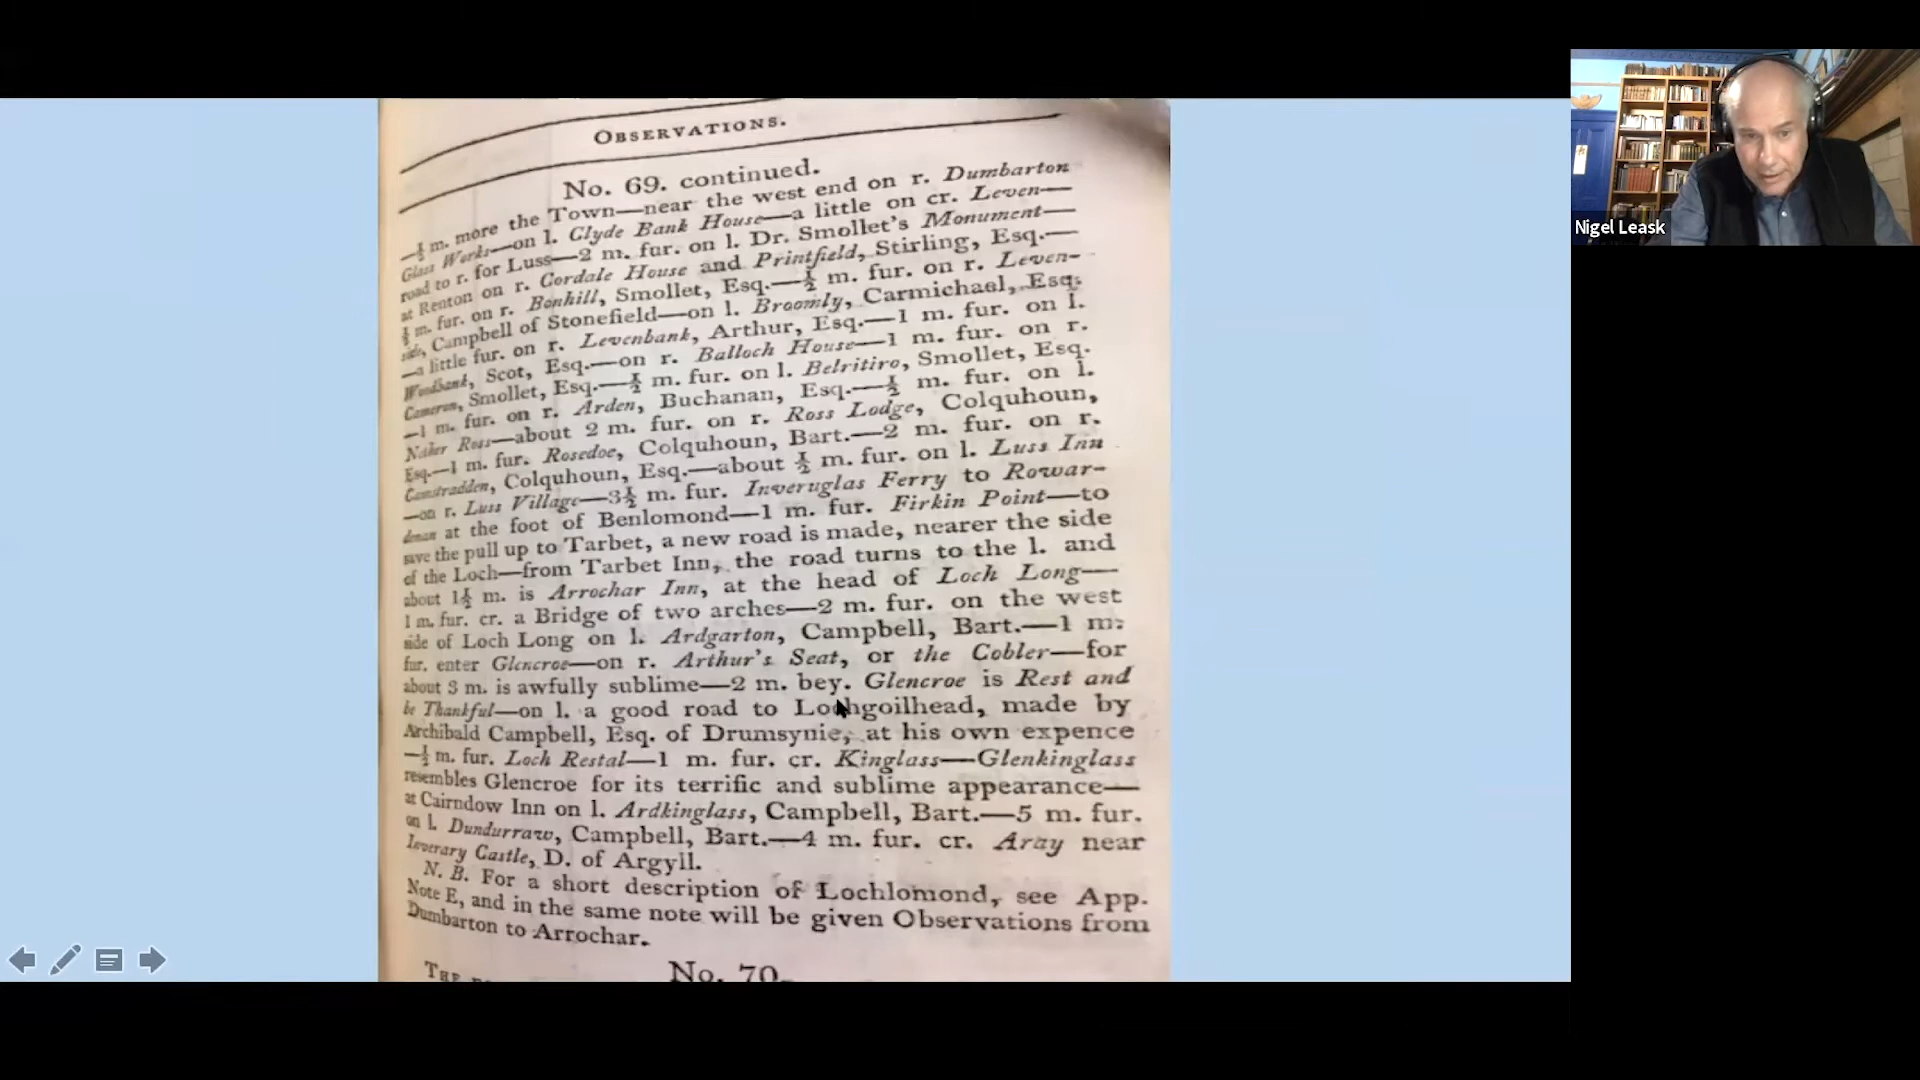 OBSERVATIONS.
No. 69. continued.
—½ m. more the Town—near the west end on r. Dumbarton
Glass Works—on l. Clyde Bank House—a little on cr. Leven—
road to r. for Luss—2 m. fur. on l. Dr. Smollet's Monument—
at Renton on r. Cordale House and Printfield, Stirling, Esq.—
½ m. fur. on r. Bonhill, Smollet, Esq.—½ m. fur. on r. Leven-
side, Campbell of Stonefield—on l. Broomly, Carmichael, Esq.
—a little fur. on r. Levenbank, Arthur, Esq.—1 m. fur. on l.
Woodbank, Scot, Esq.—on r. Balloch House—1 m. fur. on r.
Cameron, Smollet, Esq.—½ m. fur. on l. Belritiro, Smollet, Esq.
—1 m. fur. on r. Arden, Buchanan, Esq.—½ m. fur. on l.
Nether Ross—about 2 m. fur. on r. Ross Lodge, Colquhoun,
Esq.—1 m. fur. Rosedoe, Colquhoun, Bart.—2 m. fur. on r.
Camstradden, Colquhoun, Esq.—about ½ m. fur. on l. Luss Inn
—on r. Luss Village—3½ m. fur. Inveruglas Ferry to Rowar-
denan at the foot of Benlomond—1 m. fur. Firkin Point—to
save the pull up to Tarbet, a new road is made, nearer the side
of the Loch—from Tarbet Inn, the road turns to the l. and
about 1½ m. is Arrochar Inn, at the head of Loch Long—
1 m. fur. cr. a Bridge of two arches—2 m. fur. on the west
side of Loch Long on l. Ardgarton, Campbell, Bart.—1 m.
fur. enter Glencroe—on r. Arthur's Seat, or the Cobler—for
about 3 m. is awfully sublime—2 m. bey. Glencroe is Rest and
be Thankful—on l. a good road to Lochgoilhead, made by
Archibald Campbell, Esq. of Drumsynie, at his own expence
—½ m. fur. Loch Restal—1 m. fur. cr. Kinglass—Glenkinglass
resembles Glencroe for its terrific and sublime appearance—
at Cairndow Inn on l. Ardkinglass, Campbell, Bart.—5 m. fur.
on l. Dundurraw, Campbell, Bart.—4 m. fur. cr. Aray near
Inverary Castle, D. of Argyll.
N. B. For a short description of Lochlomond, see App.
Note E, and in the same note will be given Observations from
Dumbarton to Arrochar.
No. 70.
THE
Nigel Leask